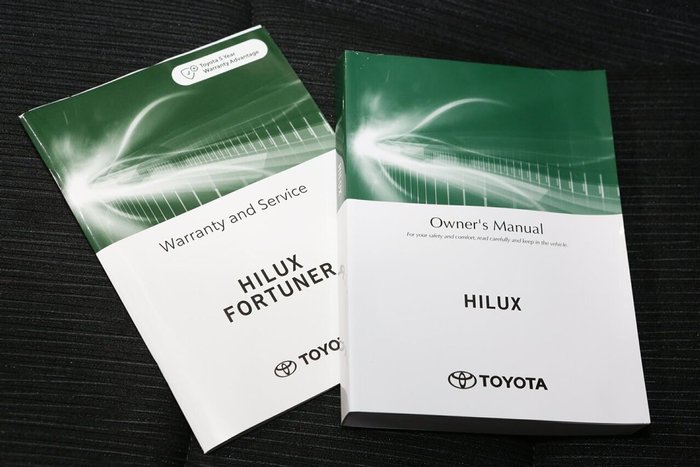 Toyota 5 Year
Warranty Advantage
Warranty and Service
HILUX
FORTUNER
TOYO
Owner's Manual
For your safety and comfort, read carefully and keep in the vehicle.
HILUX
TOYOTA